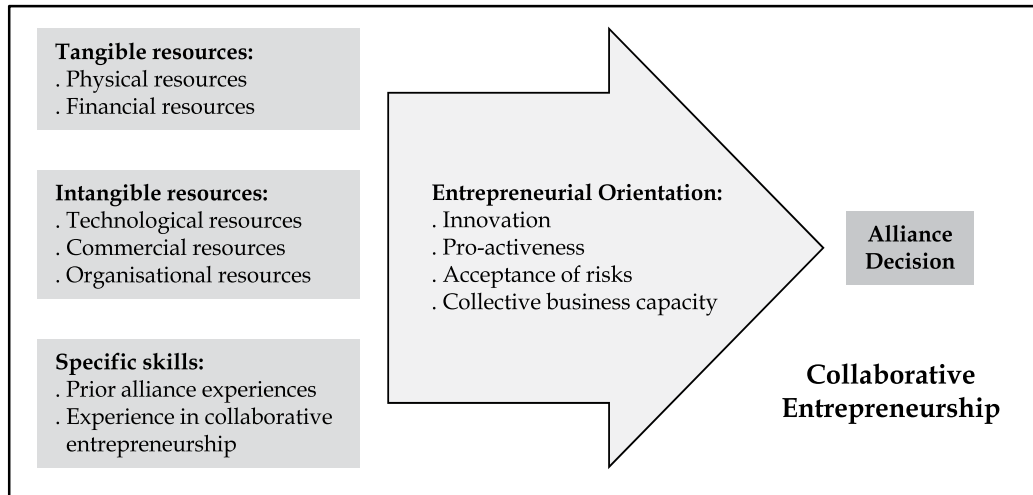 Tangible resources:
. Physical resources
. Financial resources
Intangible resources:
. Technological resources
. Commercial resources
. Organisational resources
Specific skills:
. Prior alliance experiences
. Experience in collaborative
entrepreneurship
Entrepreneurial Orientation:
. Innovation
. Pro-activeness
. Acceptance of risks
. Collective business capacity
Alliance
Decision
Collaborative
Entrepreneurship